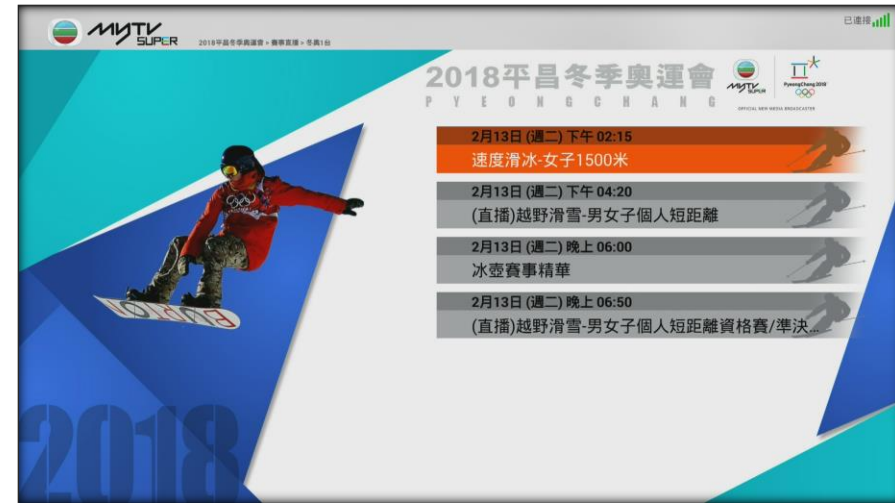 已連接
MYTV
SUPER
2018平昌冬季奧運會 > 賽事直播 > 冬奧1台
2018平昌冬季奧運會
PYEONGCHANG
MYTV SUPER
PyeongChang 2018
OFFICIAL NEW MEDIA BROADCASTER
2月13日 (週二) 下午 02:15
速度滑冰-女子1500米
2月13日 (週二) 下午 04:20
(直播)越野滑雪-男女子個人短距離
2月13日 (週二) 晚上 06:00
冰壺賽事精華
2月13日 (週二) 晚上 06:50
(直播)越野滑雪-男女子個人短距離資格賽/準決...
BURTON
2018